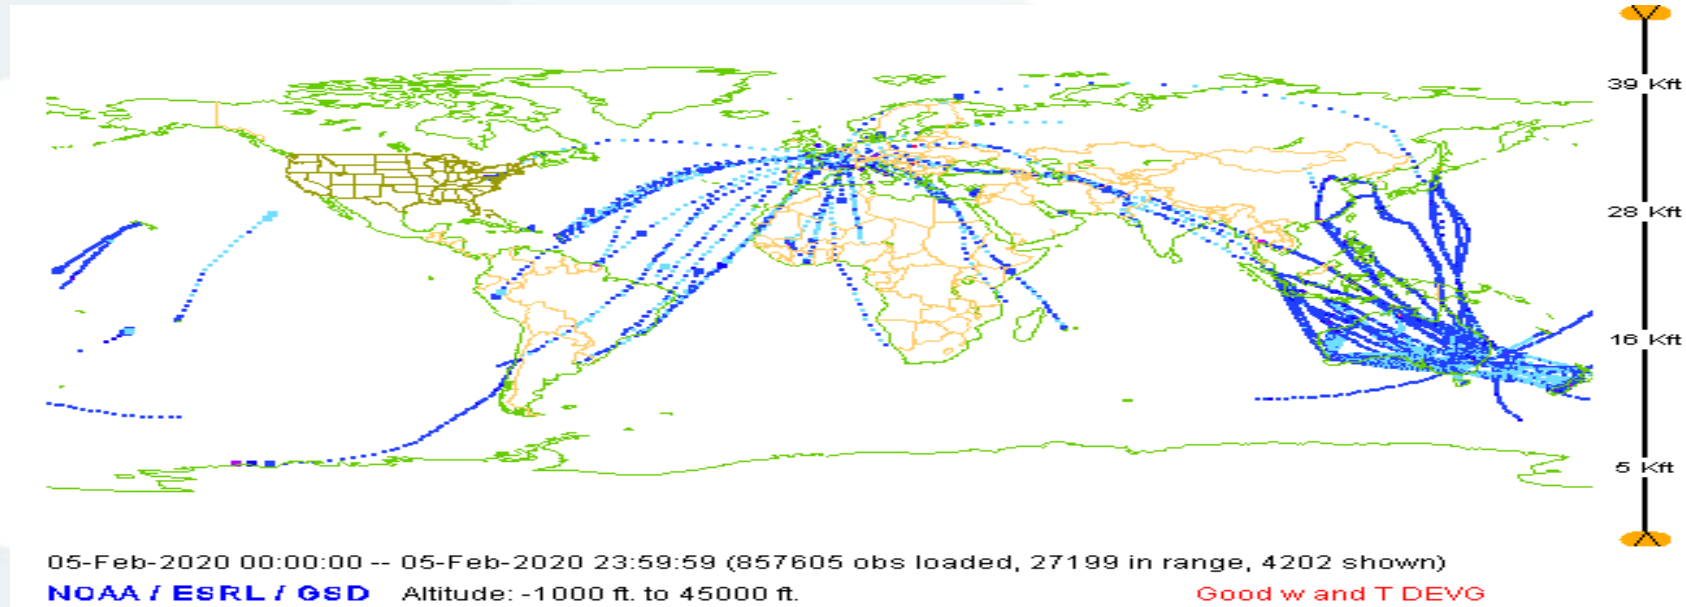 39 Kft
28 Kft
16 Kft
5 Kft
05-Feb-2020 00:00:00 -- 05-Feb-2020 23:59:59 (857605 obs loaded, 27199 in range, 4202 shown)
NOAA / ESRL / GSD Altitude: -1000 ft. to 45000 ft. Good w and T DEVG